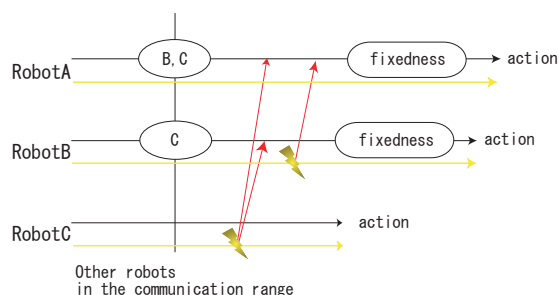 B,C
fixedness
action
RobotA
C
fixedness
action
RobotB
action
RobotC
Other robots
in the communication range